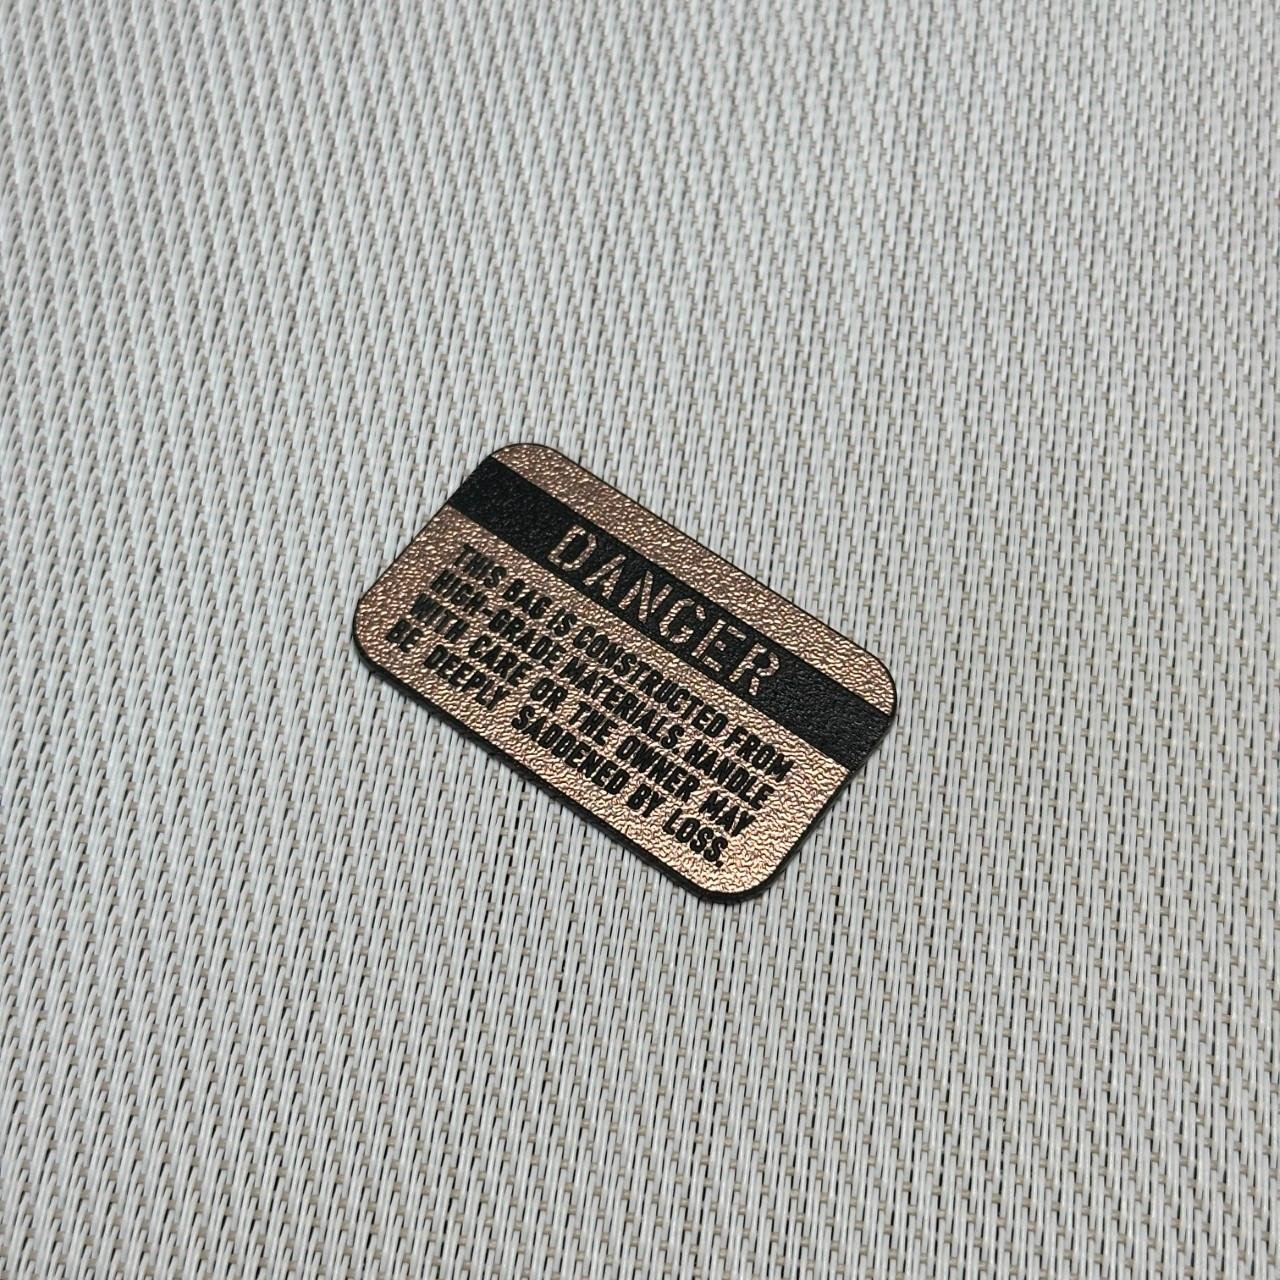 DANGER
THIS BAG IS CONSTRUCTED FROM
HIGH-GRADE MATERIALS HANDLE
WITH CARE OR THE OWNER MAY
BE DEEPLY SADDENED BY LOSS.